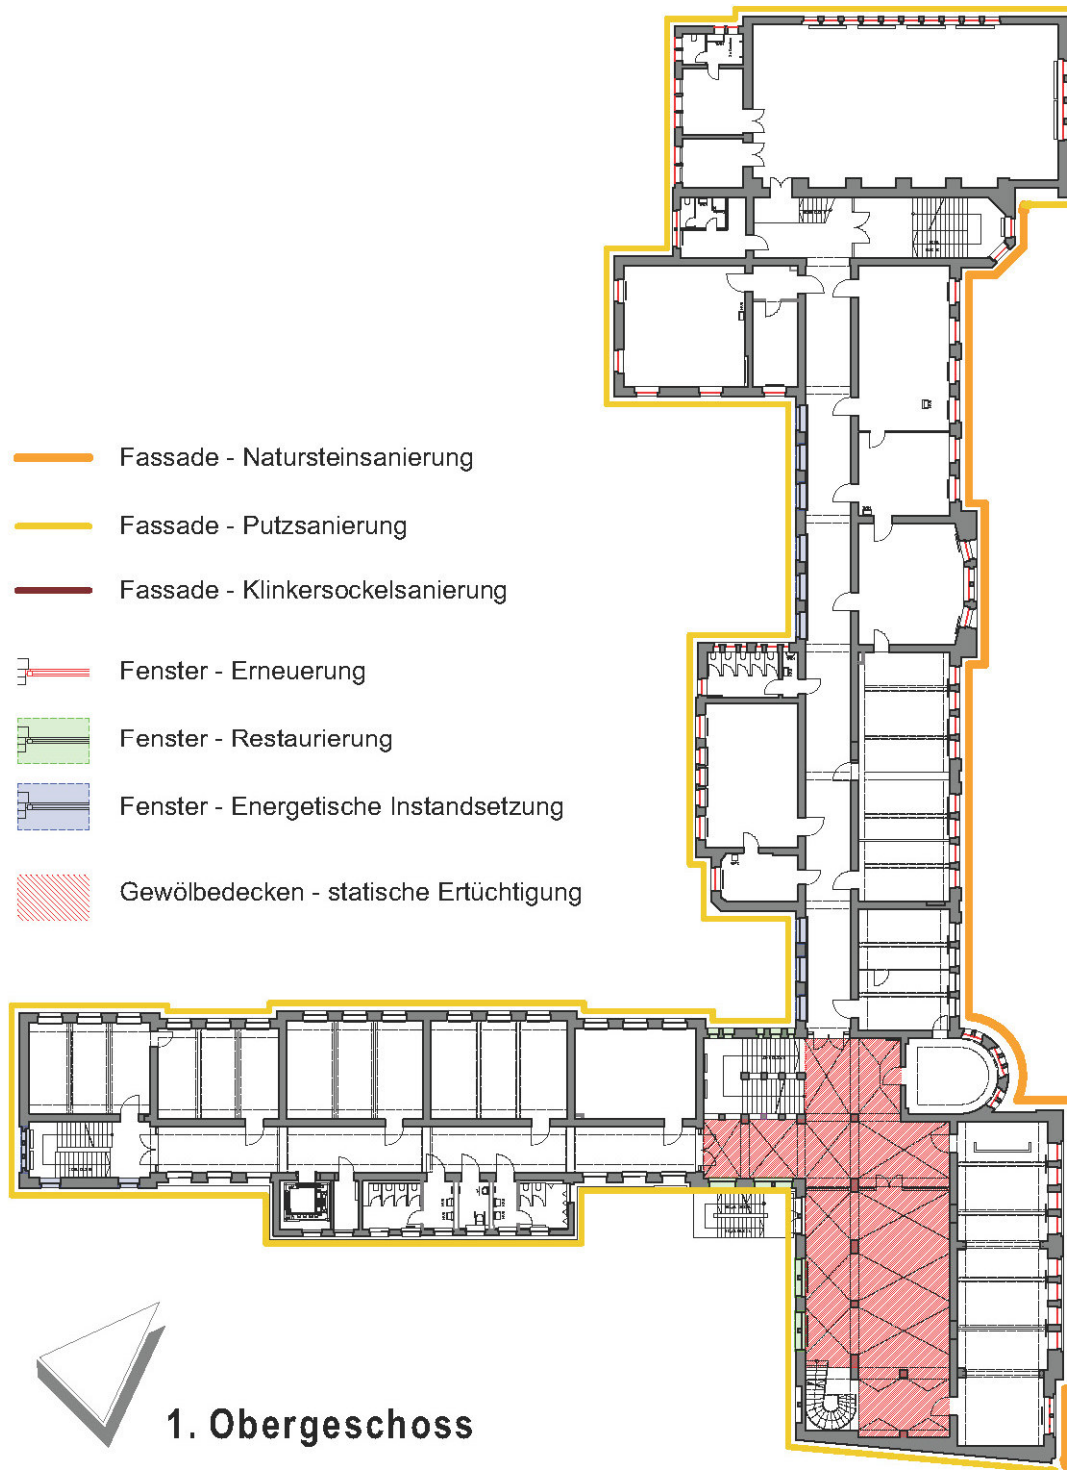 Fassade - Natursteinsanierung
Fassade - Putzsanierung
Fassade - Klinkersockelsanierung
Fenster - Erneuerung
Fenster - Restaurierung
Fenster - Energetische Instandsetzung
Gewölbedecken - statische Ertüchtigung
1. Obergeschoss